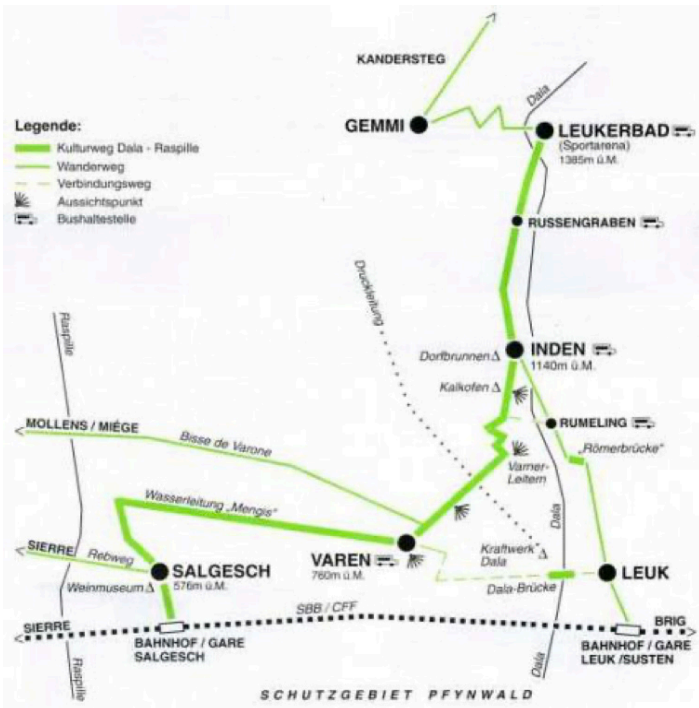 KANDERSTEG
Dala
GEMMI
LEUKERBAD
(Sportarena)
1385m ü.M.
Legende:
Kulturweg Dala - Raspille
Wanderweg
Verbindungsweg
Aussichtspunkt
Bushaltestelle
RUSSENGRABEN
Druckleitung
Raspille
Dorfbrunnen
INDEN
1140m ü.M.
Kalkofen
MOLLENS / MIÉGE
Bisse de Varone
RUMELING
„Römerbrücke“
Varner-
Leitern
Wasserleitung „Mengis“
Dala
SIERRE
Rebweg
SALGESCH
576m ü.M.
Weinmuseum
VAREN
760m ü.M.
Kraftwerk
Dala
LEUK
Dala-Brücke
SIERRE
SBB / CFF
BRIG
BAHNHOF / GARE
SALGESCH
BAHNHOF / GARE
LEUK /SUSTEN
Raspille
Dala
SCHUTZGEBIET PFYNWALD